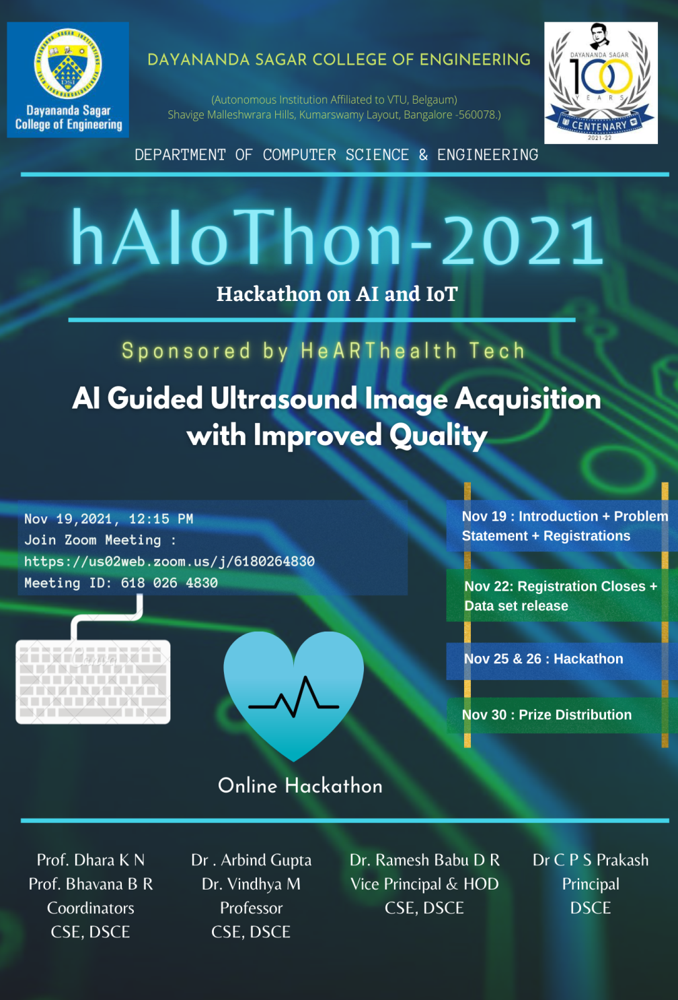 Dayananda Sagar
College of Engineering
DSI
DAYANANDA SAGAR COLLEGE OF ENGINEERING
(Autonomous Institution Affiliated to VTU, Belgaum)
Shavige Malleshwrara Hills, Kumarswamy Layout, Bangalore -560078.)
DAYANANDA SAGAR
100
YEARS
CENTENARY
2021-22
DEPARTMENT OF COMPUTER SCIENCE & ENGINEERING
hAIoThon-2021
Hackathon on AI and IoT
Sponsored by HeARThealth Tech
AI Guided Ultrasound Image Acquisition
with Improved Quality
Nov 19,2021, 12:15 PM
Join Zoom Meeting :
https://us02web.zoom.us/j/6180264830
Meeting ID: 618 026 4830
Nov 19 : Introduction + Problem
Statement + Registrations
Nov 22: Registration Closes +
Data set release
Nov 25 & 26 : Hackathon
Nov 30 : Prize Distribution
Canva
Online Hackathon
Prof. Dhara K N
Prof. Bhavana B R
Coordinators
CSE, DSCE
Dr . Arbind Gupta
Dr. Vindhya M
Professor
CSE, DSCE
Dr. Ramesh Babu D R
Vice Principal & HOD
CSE, DSCE
Dr C P S Prakash
Principal
DSCE